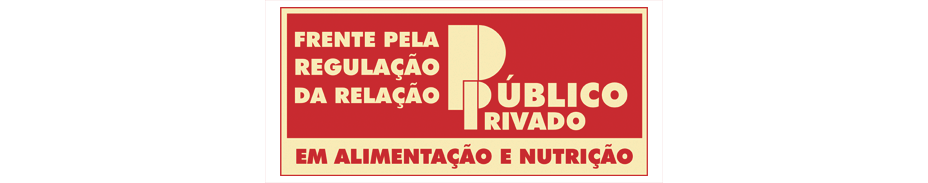 FRENTE PELA
REGULAÇÃO
DA RELAÇÃO
PÚBLICO
PRIVADO
EM ALIMENTAÇÃO E NUTRIÇÃO